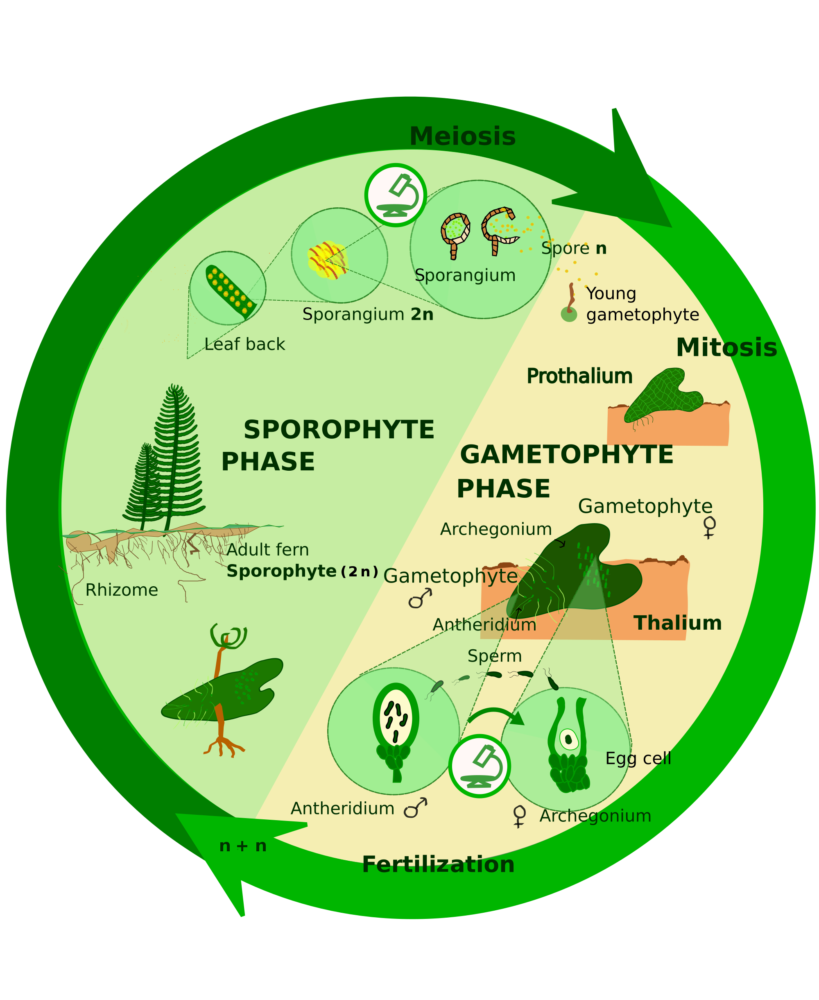 Meiosis
Spore n
Sporangium
Young
gametophyte
Sporangium 2n
Leaf back
Mitosis
Prothalium
SPOROPHYTE
PHASE
GAMETOPHYTE
PHASE
Gametophyte
♀
Archegonium
Adult fern
Sporophyte (2n)
Gametophyte
♂
Rhizome
Antheridium
Thalium
Sperm
Egg cell
Antheridium ♂
♀ Archegonium
n + n
Fertilization